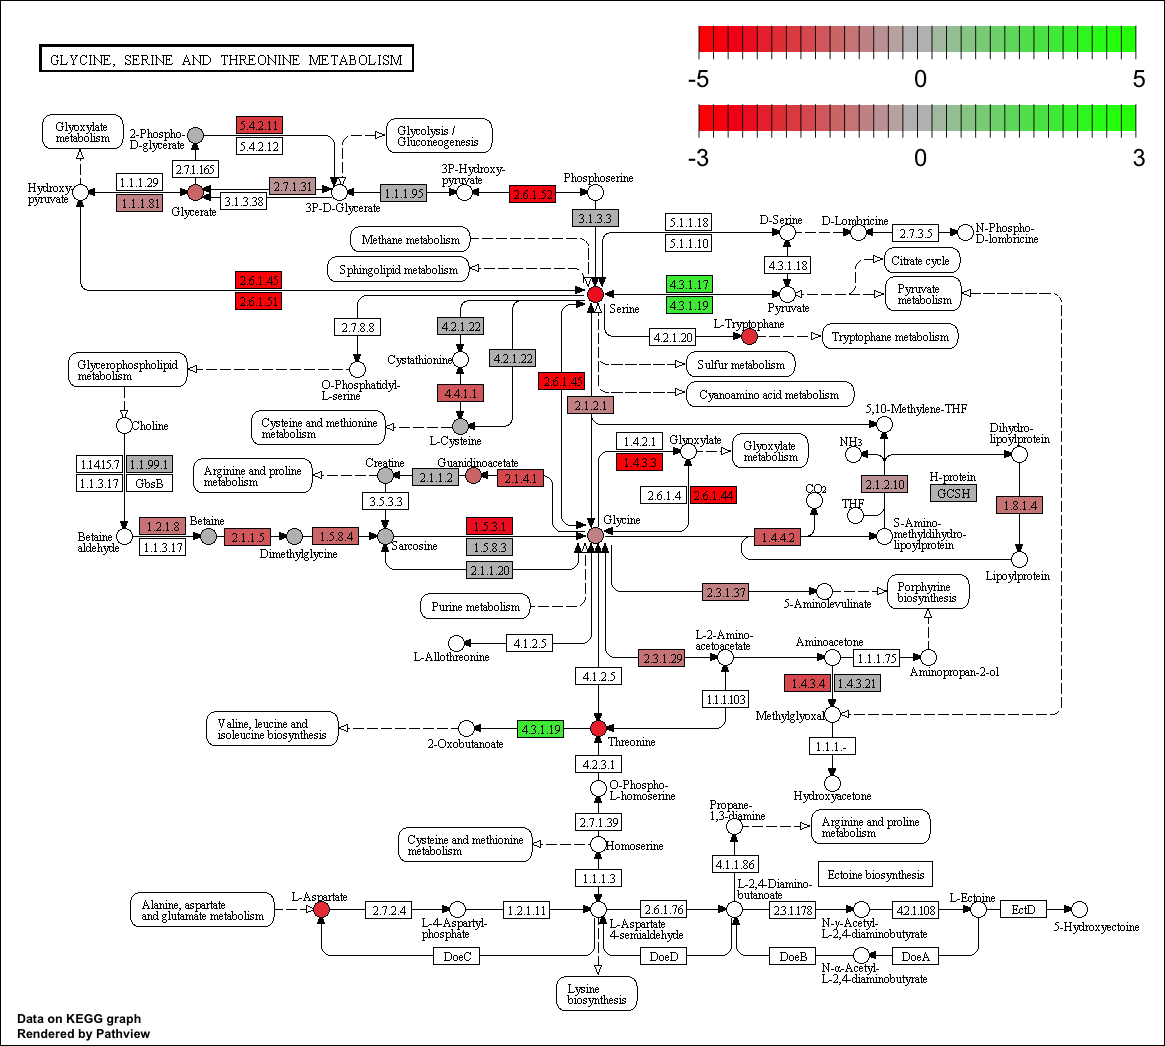 GLYCINE, SERINE AND THREONINE METABOLISM
-5
0
5
-3
0
3
Glyoxylate
metabolism
2-Phospho-
D-glycerate
5.4.2.11
5.4.2.12
Glycolysis /
Gluconeogenesis
2.7.1.165
3P-Hydroxy-
pyruvate
Phosphoserine
Hydroxy-
pyruvate
1.1.1.29
1.1.1.81
Glycerate
2.7.1.31
3.1.3.38
3P-D-Glycerate
1.1.1.95
2.6.1.52
3.1.3.3
5.1.1.18
5.1.1.10
D-Serine
D-Lombricine
2.7.3.5
N-Phospho-
D-lombricine
Methane metabolism
Sphingolipid metabolism
4.3.1.18
Citrate cycle
2.6.1.45
2.6.1.51
Serine
4.3.1.17
4.3.1.19
Pyruvate
Pyruvate
metabolism
2.7.8.8
4.2.1.22
4.2.1.20
L-Tryptophane
Tryptophane metabolism
Cystathionine
4.2.1.22
Sulfur metabolism
Glycerophospholipid
metabolism
O-Phosphatidyl-
L-serine
4.4.1.1
2.6.1.45
2.1.2.1
Cyanoamino acid metabolism
Choline
Cysteine and methionine
metabolism
L-Cysteine
5,10-Methylene-THF
1.4.2.1
1.4.3.3
Glyoxylate
Glyoxylate
metabolism
NH3
Dihydro-
lipoylprotein
1.14.15.7
1.1.99.1
1.1.3.17
GbsB
Arginine and proline
metabolism
Creatine
2.1.1.2
Guanidinoacetate
2.1.4.1
2.6.1.4
2.6.1.44
CO2
THF
2.1.2.10
H-protein
GCSH
1.8.1.4
3.5.3.3
Betaine
aldehyde
1.2.1.8
1.1.3.17
Betaine
2.1.1.5
Dimethylglycine
1.5.8.4
Sarcosine
1.5.3.1
1.5.8.3
2.1.1.20
Glycine
1.4.4.2
S-Amino-
methyldihydro-
lipoylprotein
Lipoylprotein
Purine metabolism
2.3.1.37
5-Aminolevulinate
Porphyrine
biosynthesis
L-Allothreonine
4.1.2.5
2.3.1.29
L-2-Amino-
acetoacetate
Aminoacetone
1.1.1.75
Aminopropan-2-ol
4.1.2.5
1.1.1.103
1.4.3.4
1.4.3.21
Methylglyoxal
Valine, leucine and
isoleucine biosynthesis
2-Oxobutanoate
4.3.1.19
Threonine
1.1.1.-
4.2.3.1
Hydroxyacetone
O-Phospho-
L-homoserine
2.7.1.39
Propane-
1,3-diamine
Arginine and proline
metabolism
Cysteine and methionine
metabolism
Homoserine
4.1.1.86
Ectoine biosynthesis
1.1.1.3
Alanine, aspartate
and glutamate metabolism
L-Aspartate
2.7.2.4
L-4-Aspartyl-
phosphate
1.2.1.11
L-Aspartate
4-semialdehyde
2.6.1.76
L-2,4-Diamino-
butanoate
2.3.1.178
N-γ-Acetyl-
L-2,4-diaminobutyrate
4.2.1.108
L-Ectoine
EctD
5-Hydroxyectoine
DoeC
DoeD
DoeB
DoeA
N-α-Acetyl-
L-2,4-diaminobutyrate
Lysine
biosynthesis
Data on KEGG graph
Rendered by Pathview